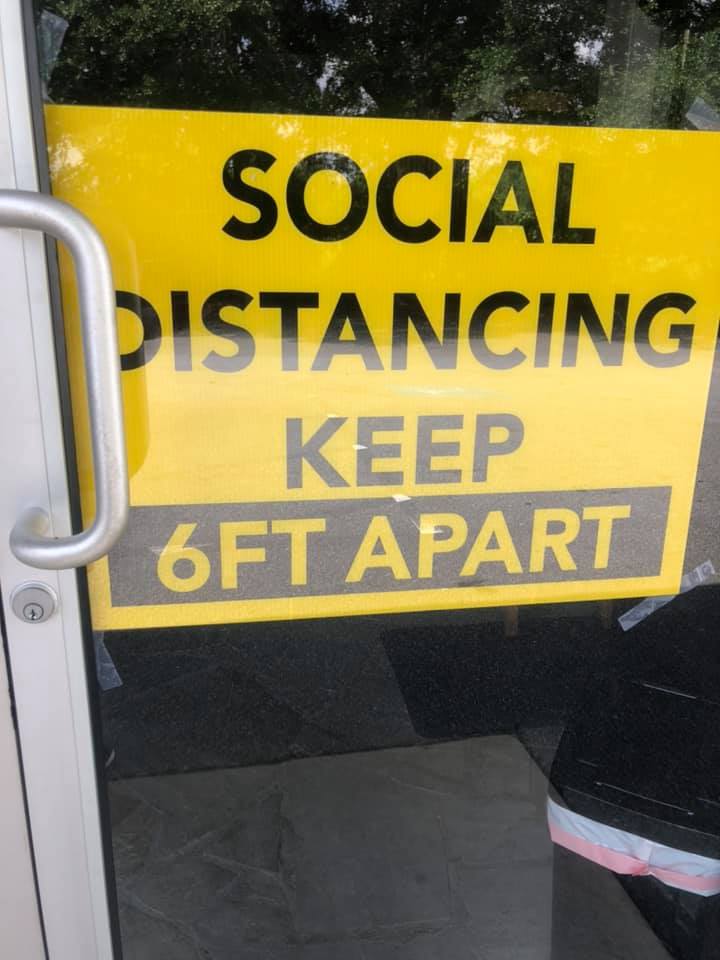 SOCIAL
DISTANCING
KEEP
6FT APART